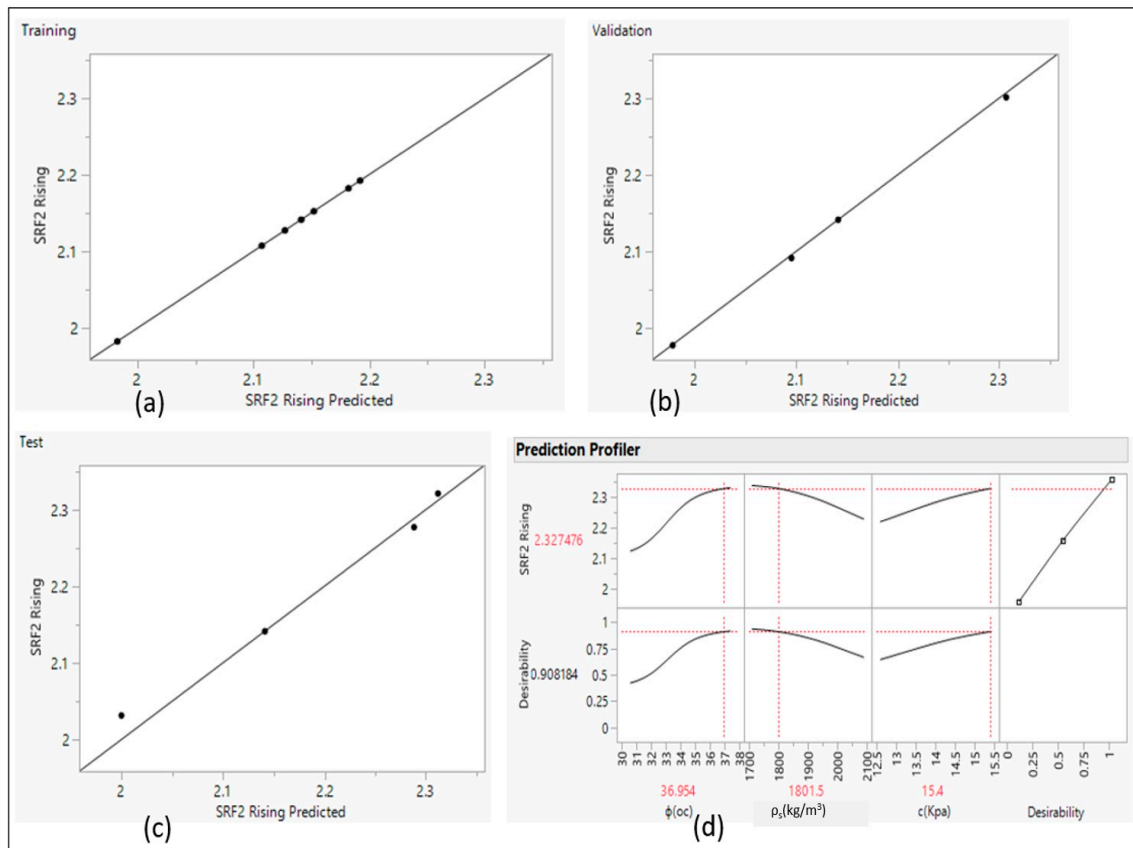 Training
SRF2 Rising
2.3
2.2
2.1
2
2 2.1 2.2 2.3
SRF2 Rising Predicted
(a)
Validation
SRF2 Rising
2.3
2.2
2.1
2
2 2.1 2.2 2.3
SRF2 Rising Predicted
(b)
Test
SRF2 Rising
2.3
2.2
2.1
2
2 2.1 2.2 2.3
SRF2 Rising Predicted
(c)
Prediction Profiler
SRF2 Rising
2.327476
2.3
2.2
2.1
2
Desirability
0.908184
1
0.75
0.5
0.25
0
30 31 32 33 34 35 36 37 38
1700 1800 1900 2000 2100
12.5 13 13.5 14 14.5 15 15.5
0 0.25 0.5 0.75 1
36.954 1801.5 15.4
ϕ(oc) ρs(kg/m³) c(Kpa) Desirability
(d)